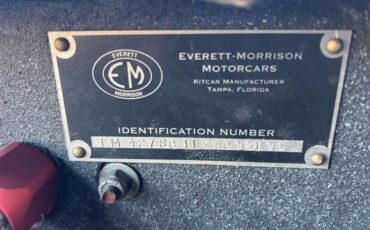 EVERETT
EM
MORRISON
EVERETT-MORRISON
MOTORCARS
KITCAR MANUFACTURER
TAMPA, FLORIDA
IDENTIFICATION NUMBER